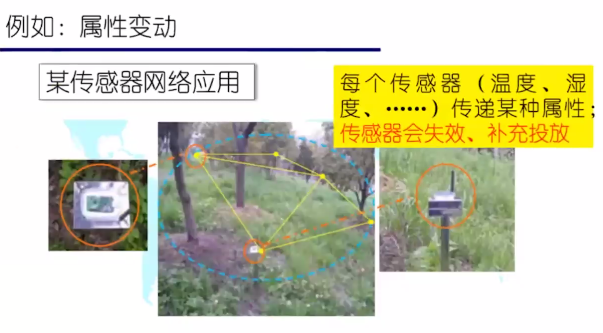 例如：属性变动
某传感器网络应用
每个传感器（温度、湿
度、……）传递某种属性；
传感器会失效、补充投放